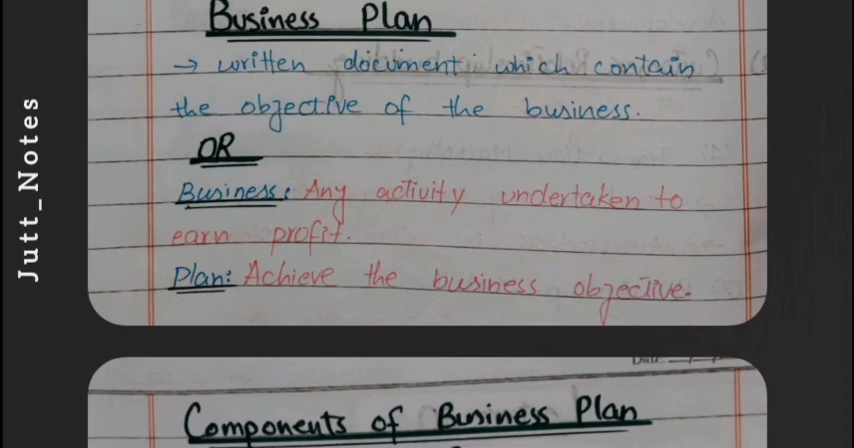 Business Plan
→ written document which contain
the objective of the business.
OR
Business: Any activity undertaken to
earn profit.
Plan: Achieve the business objective.
Jutt_Notes
Components of Business Plan